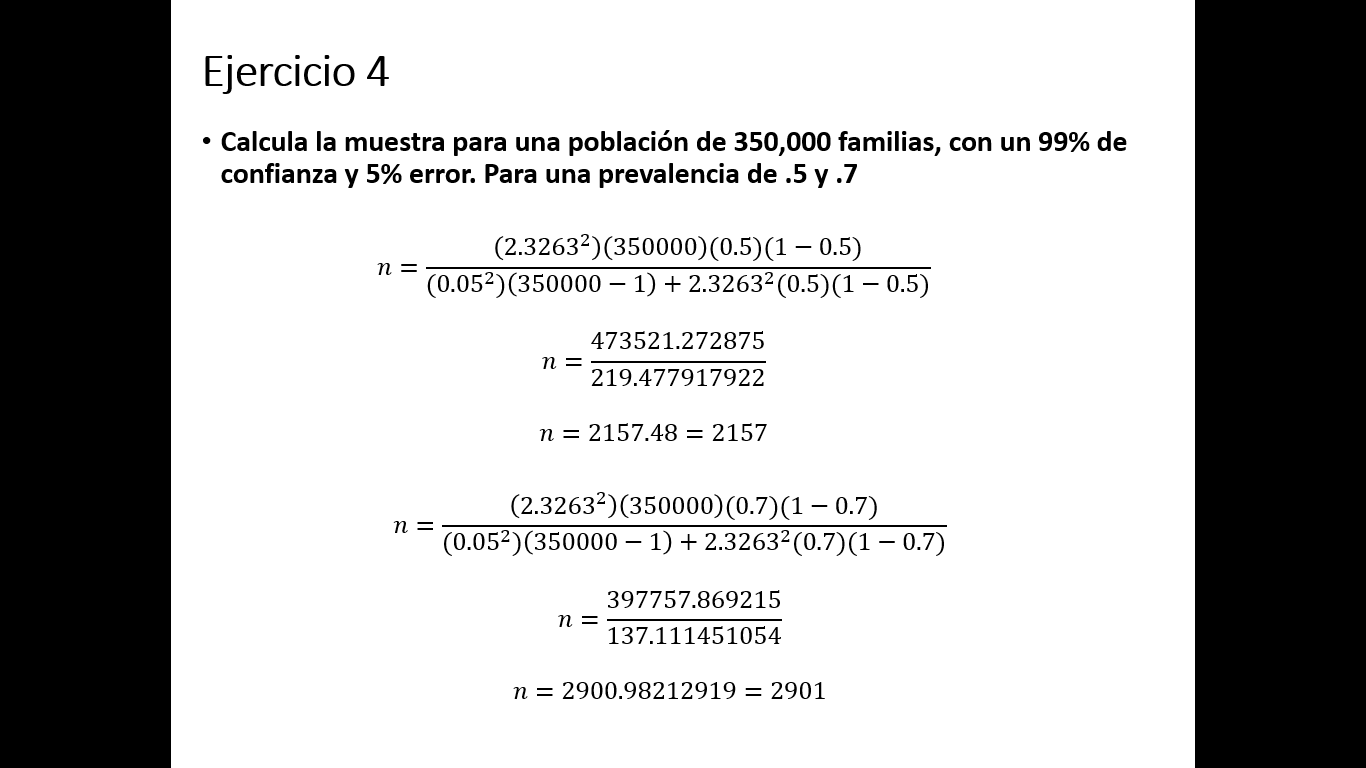 Ejercicio 4
• Calcula la muestra para una población de 350,000 familias, con un 99% de
confianza y 5% error. Para una prevalencia de .5 y .7
n = (2.3263²)(350000)(0.5)(1 − 0.5)
(0.05²)(350000 − 1) + 2.3263²(0.5)(1 − 0.5)
n = 473521.272875
219.477917922
n = 2157.48 = 2157
n = (2.3263²)(350000)(0.7)(1 − 0.7)
(0.05²)(350000 − 1) + 2.3263²(0.7)(1 − 0.7)
n = 397757.869215
137.111451054
n = 2900.98212919 = 2901